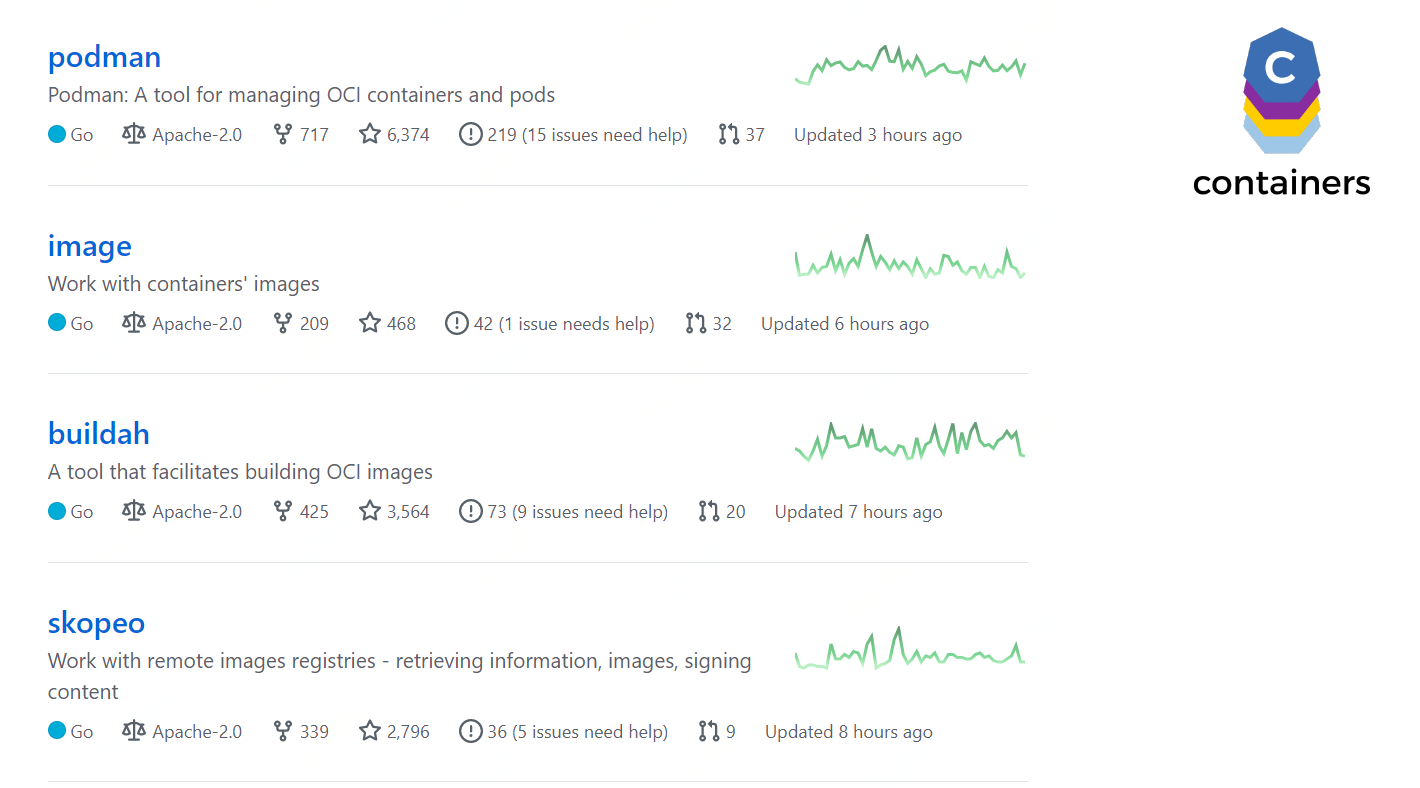 podman
Podman: A tool for managing OCI containers and pods
Go Apache-2.0 717 6,374 219 (15 issues need help) 37 Updated 3 hours ago
C
containers
image
Work with containers' images
Go Apache-2.0 209 468 42 (1 issue needs help) 32 Updated 6 hours ago
buildah
A tool that facilitates building OCI images
Go Apache-2.0 425 3,564 73 (9 issues need help) 20 Updated 7 hours ago
skopeo
Work with remote images registries - retrieving information, images, signing
content
Go Apache-2.0 339 2,796 36 (5 issues need help) 9 Updated 8 hours ago